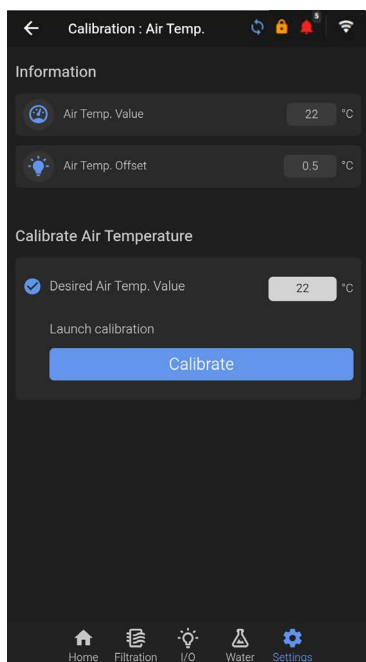 Calibration : Air Temp.
5
Information
Air Temp. Value 22 °C
Air Temp. Offset 0.5 °C
Calibrate Air Temperature
Desired Air Temp. Value 22 °C
Launch calibration
Calibrate
Home Filtration I/O Water Settings